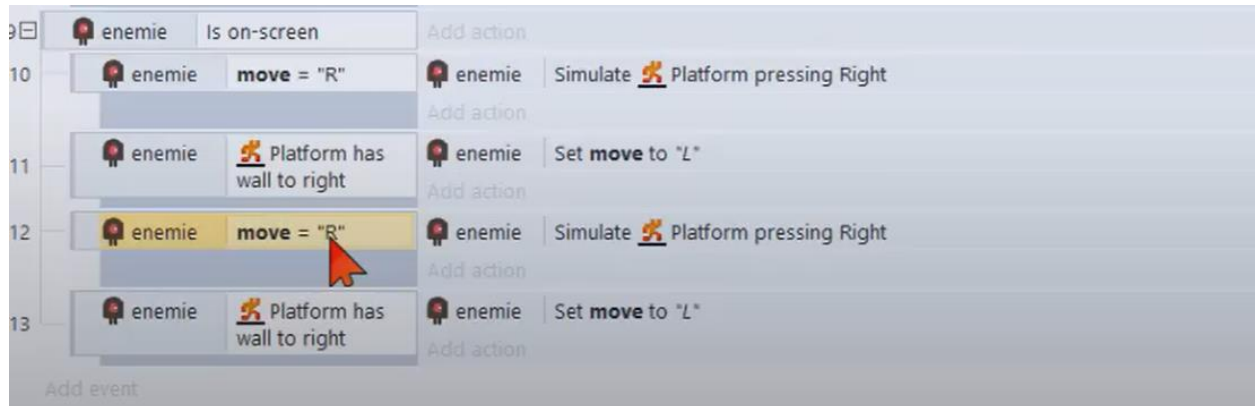 9 enemie Is on-screen Add action
10 enemie move = "R" enemie Simulate Platform pressing Right
Add action
11 enemie Platform has wall to right enemie Set move to "L"
Add action
12 enemie move = "R" enemie Simulate Platform pressing Right
Add action
13 enemie Platform has wall to right enemie Set move to "L"
Add action
Add event